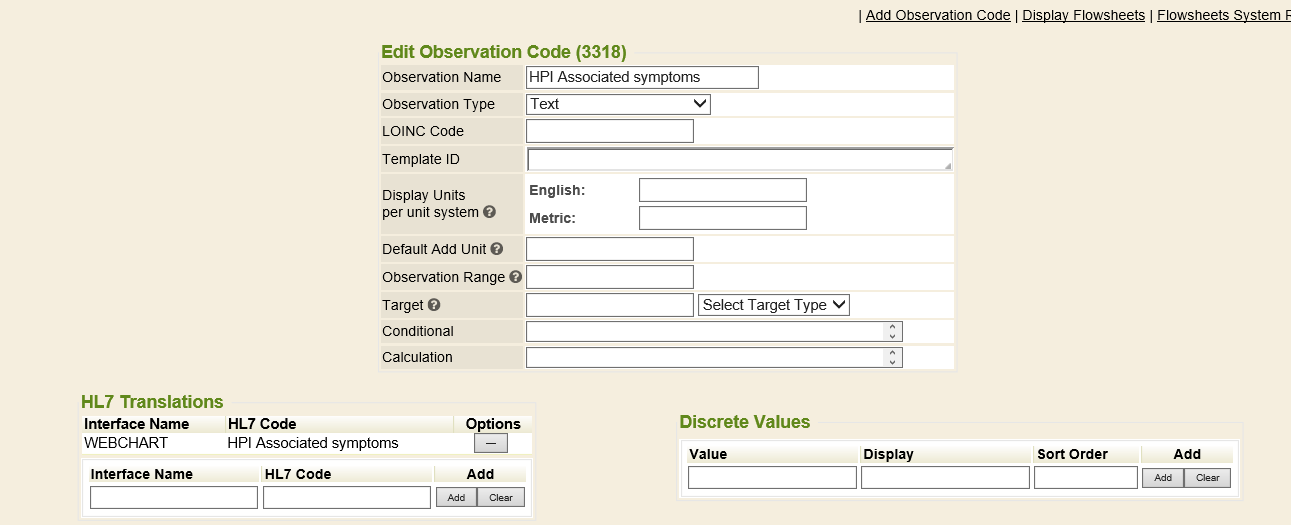 | Add Observation Code | Display Flowsheets | Flowsheets System R
Edit Observation Code (3318)
Observation Name HPI Associated symptoms
Observation Type Text
LOINC Code
Template ID
Display Units
per unit system ?
English:
Metric:
Default Add Unit ?
Observation Range ?
Target ? Select Target Type
Conditional
Calculation
HL7 Translations
Interface Name HL7 Code Options
WEBCHART HPI Associated symptoms —
Interface Name HL7 Code Add
Add Clear
Discrete Values
Value Display Sort Order Add
Add Clear